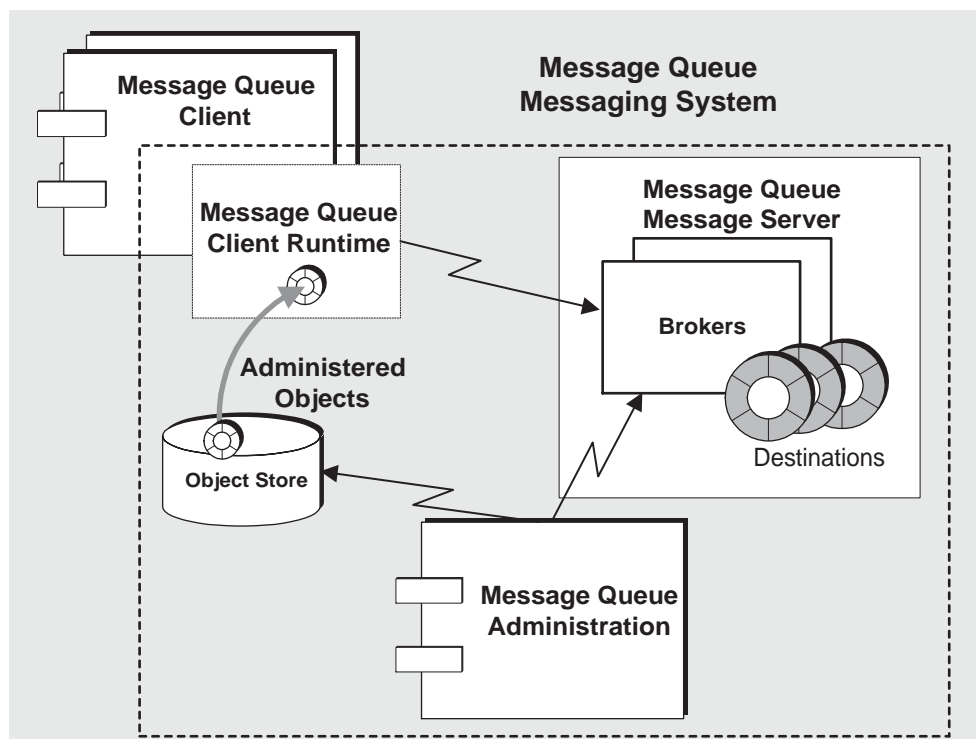 Message Queue
Messaging System
Message Queue
Client
Message Queue
Client Runtime
Message Queue
Message Server
Brokers
Destinations
Administered
Objects
Object Store
Message Queue
Administration